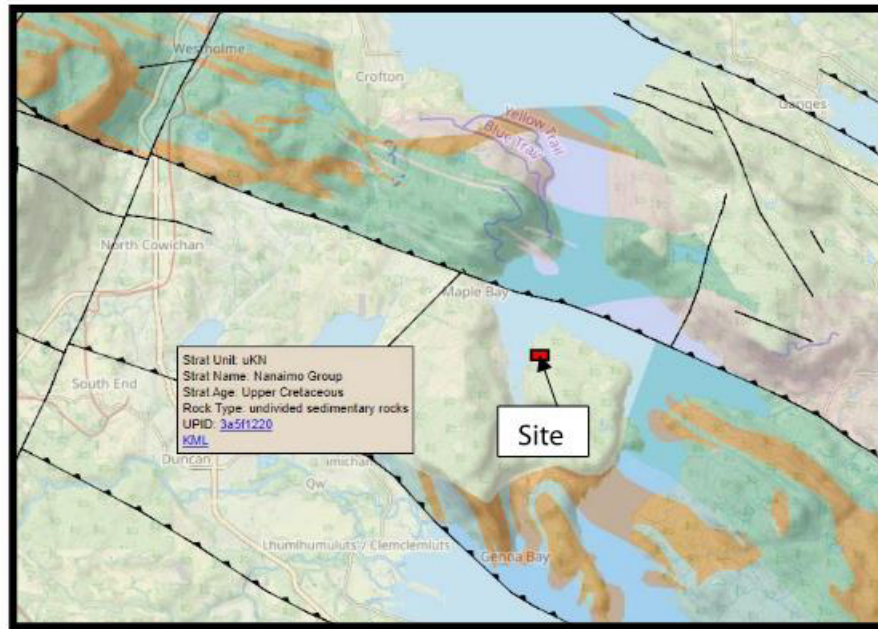 Westholme
Crofton
Ganges
Yellow Trail
Blue Trail
North Cowichan
Maple Bay
Strat Unit: uKN
Strat Name: Nanaimo Group
Strat Age: Upper Cretaceous
Rock Type: undivided sedimentary rocks
UPID: 3a5f1220
KML
South End
Site
Duncan
Qw
Lhumlhumuluts'/ Clemclemluts
Genoa Bay